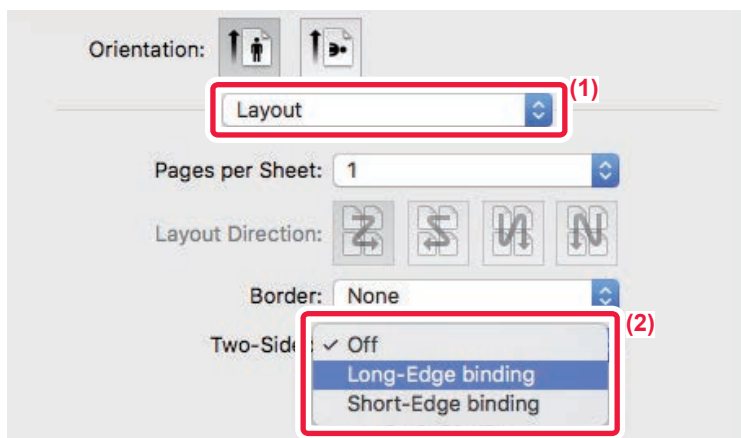 Orientation:
(1)
Layout
Pages per Sheet: 1
Layout Direction:
Border: None
(2)
Two-Side : ✓ Off
Long-Edge binding
Short-Edge binding